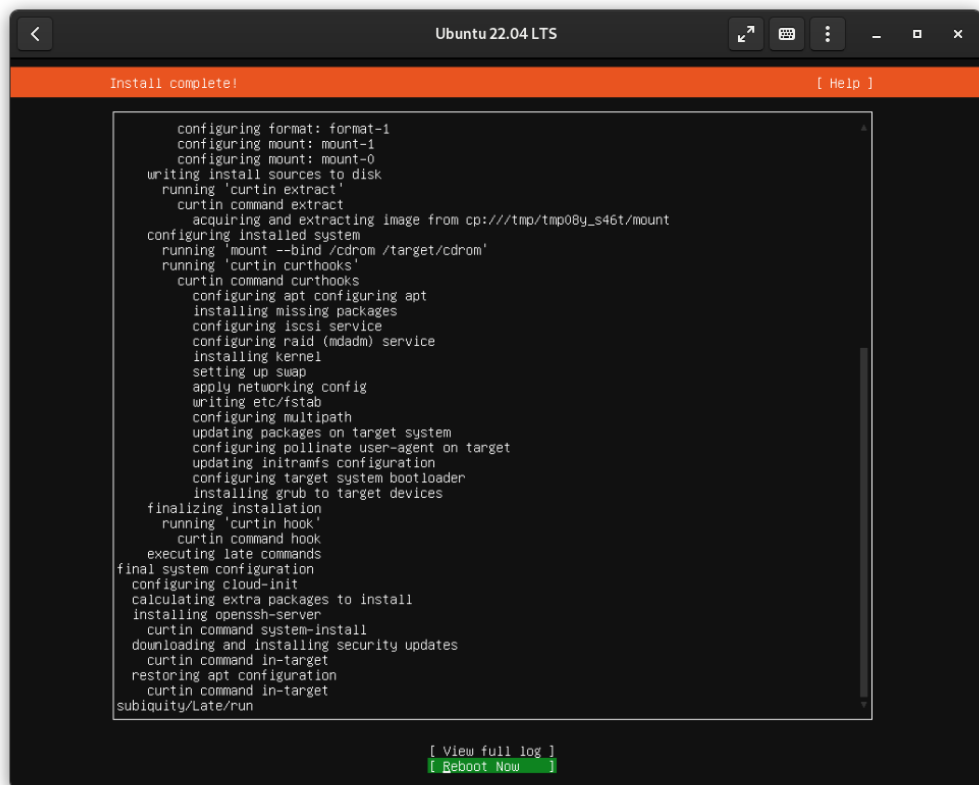 Ubuntu 22.04 LTS
Install complete! [ Help ]
configuring format: format-1
configuring mount: mount-1
configuring mount: mount-0
writing install sources to disk
running 'curtin extract'
curtin command extract
acquiring and extracting image from cp:///tmp/tmp08y_s46t/mount
configuring installed system
running 'mount --bind /cdrom /target/cdrom'
running 'curtin curthooks'
curtin command curthooks
configuring apt configuring apt
installing missing packages
configuring iscsi service
configuring raid (mdadm) service
installing kernel
setting up swap
apply networking config
writing etc/fstab
configuring multipath
updating packages on target system
configuring pollinate user-agent on target
updating initramfs configuration
configuring target system bootloader
installing grub to target devices
finalizing installation
running 'curtin hook'
curtin command hook
executing late commands
final system configuration
configuring cloud-init
calculating extra packages to install
installing openssh-server
curtin command system-install
downloading and installing security updates
curtin command in-target
restoring apt configuration
curtin command in-target
subiquity/Late/run
[ View full log ]
[ Reboot Now ]